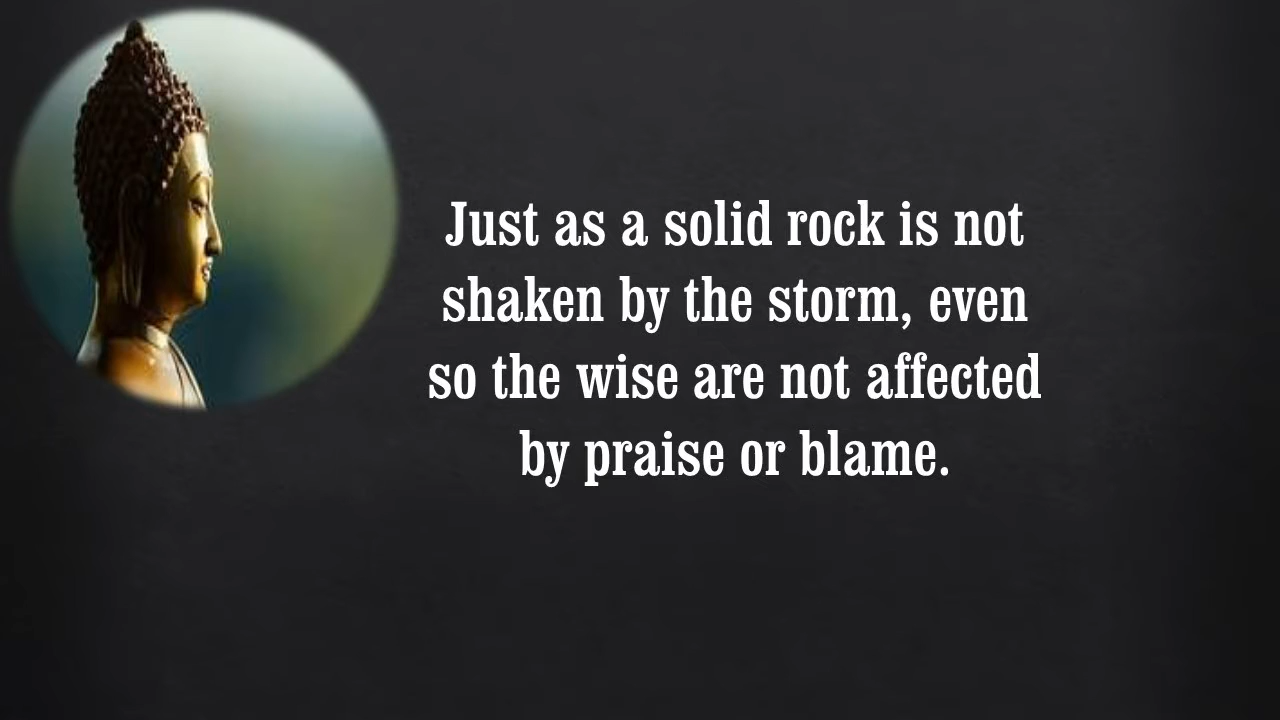 Just as a solid rock is not
shaken by the storm, even
so the wise are not affected
by praise or blame.